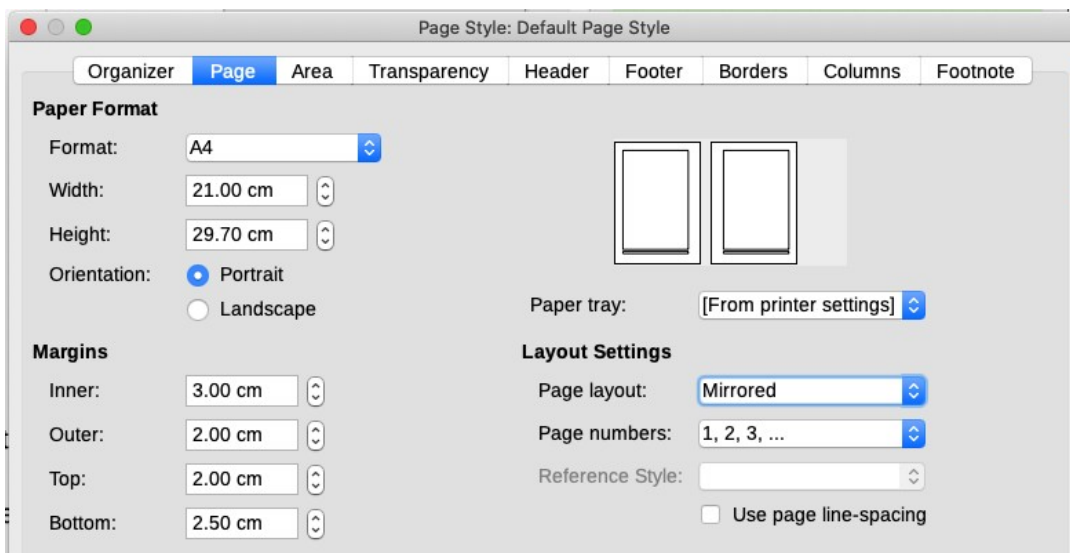 Page Style: Default Page Style
Organizer Page Area Transparency Header Footer Borders Columns Footnote
Paper Format
Format: A4
Width: 21.00 cm
Height: 29.70 cm
Orientation: Portrait
Landscape
Paper tray: [From printer settings]
Margins
Inner: 3.00 cm
Outer: 2.00 cm
Top: 2.00 cm
Bottom: 2.50 cm
Layout Settings
Page layout: Mirrored
Page numbers: 1, 2, 3, ...
Reference Style:
Use page line-spacing